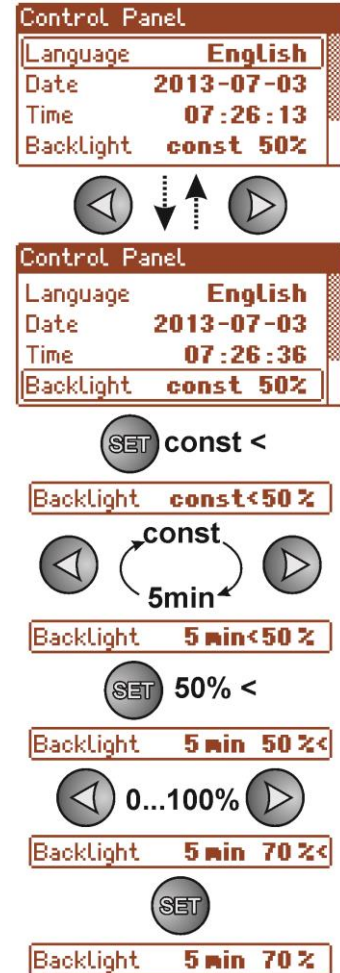 Control Panel
Language English
Date 2013-07-03
Time 07:26:13
Backlight const 50%
Control Panel
Language English
Date 2013-07-03
Time 07:26:36
Backlight const 50%
SET const <
Backlight const<50 %
const
5min
Backlight 5 min<50 %
SET 50% <
Backlight 5 min 50 %<
0...100%
Backlight 5 min 70 %<
SET
Backlight 5 min 70 %